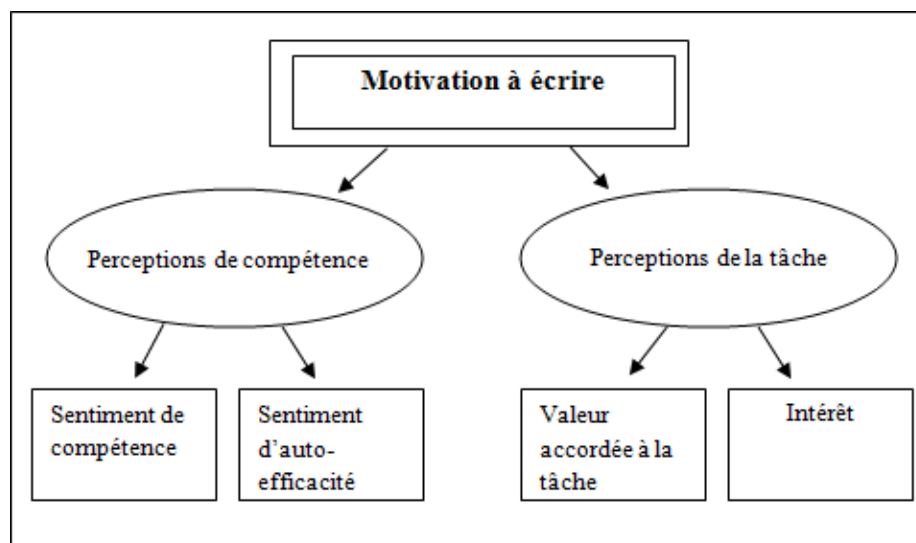 Motivation à écrire
Perceptions de compétence
Perceptions de la tâche
Sentiment de
compétence
Sentiment
d'auto-
efficacité
Valeur
accordée à la
tâche
Intérêt